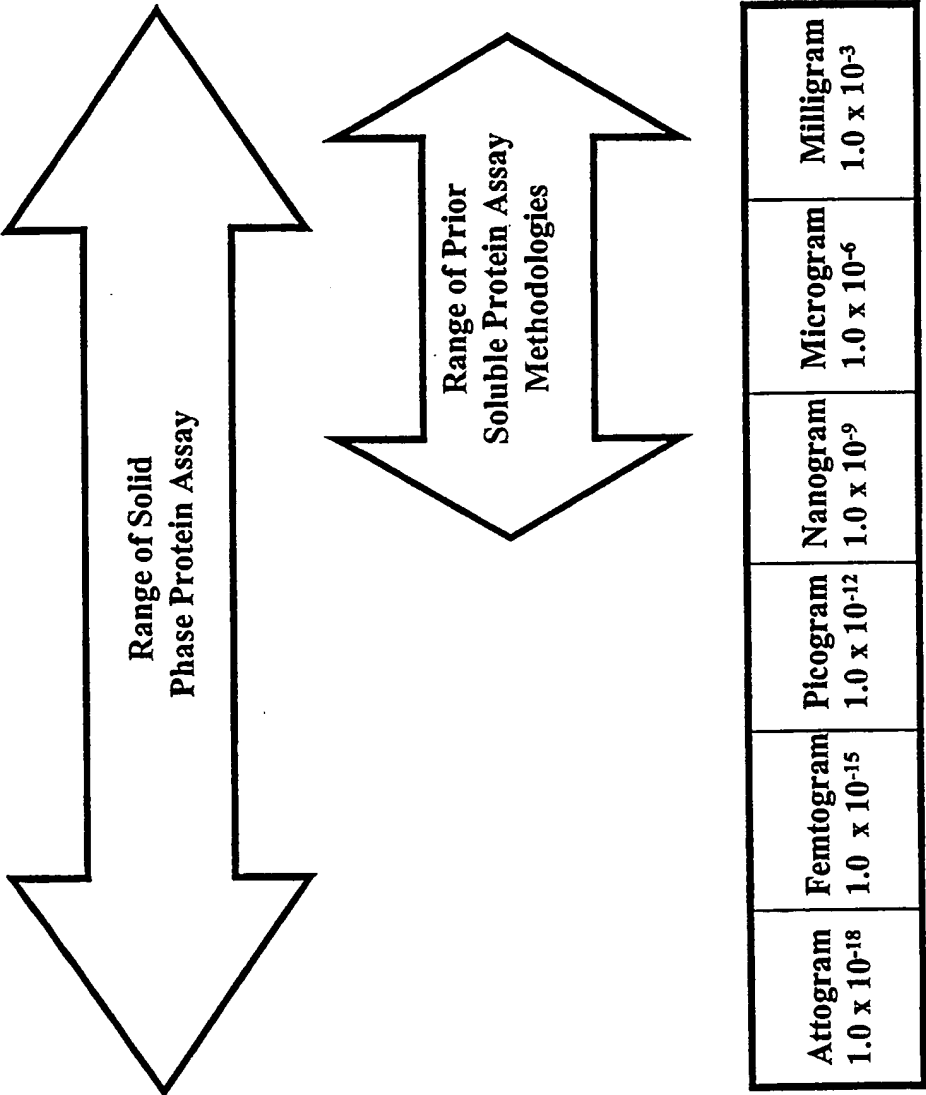 Range of Solid
Phase Protein Assay
Range of Prior
Soluble Protein Assay
Methodologies
Attogram
1.0 x 10⁻¹⁸
Femtogram
1.0 x 10⁻¹⁵
Picogram
1.0 x 10⁻¹²
Nanogram
1.0 x 10⁻⁹
Microgram
1.0 x 10⁻⁶
Milligram
1.0 x 10⁻³